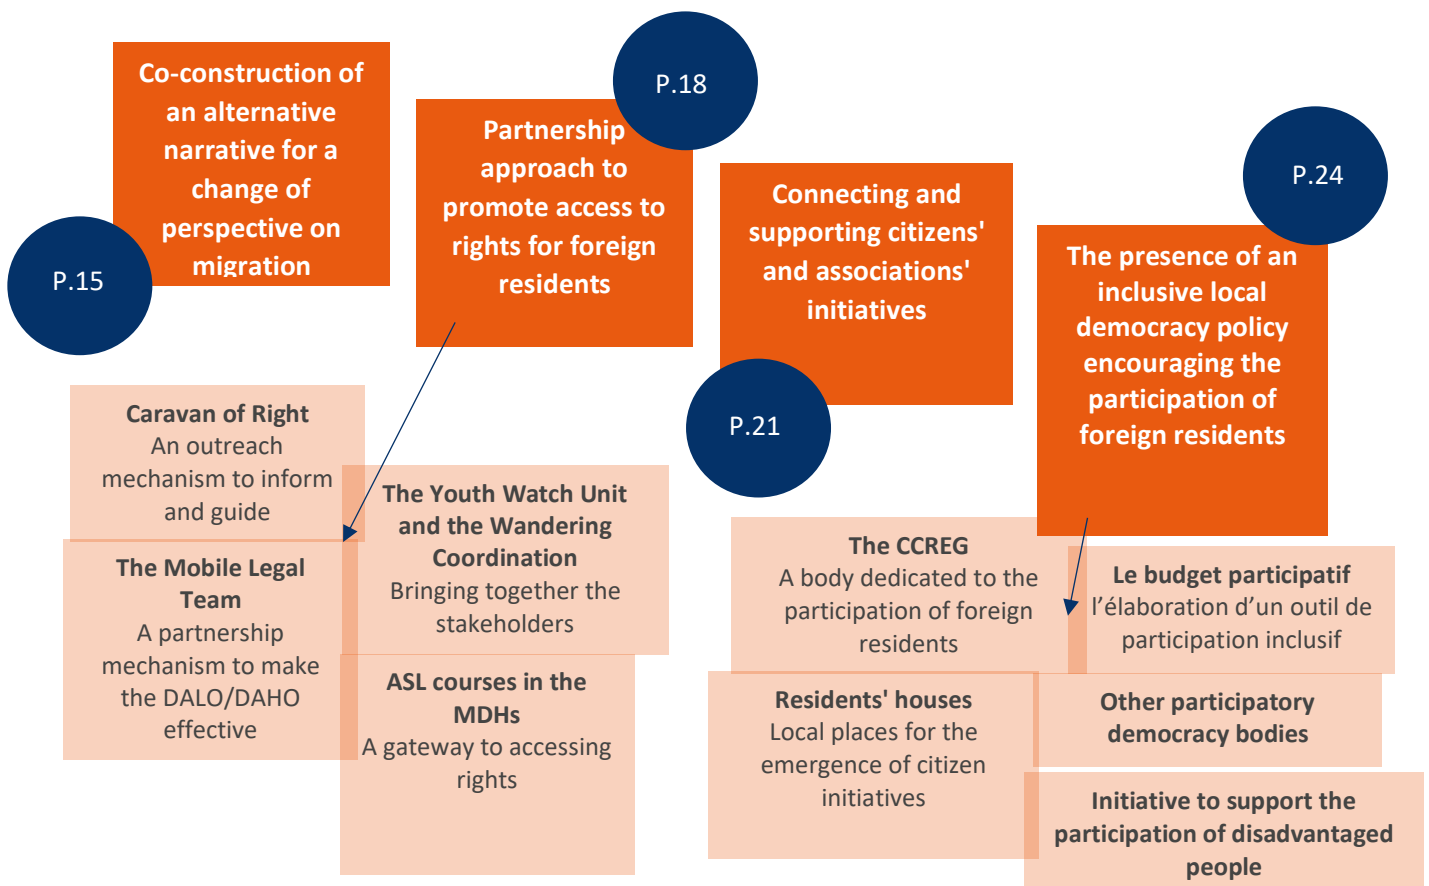 Co-construction of
an alternative
narrative for a
change of
perspective on
migration
P.15
Partnership
approach to
promote access to
rights for foreign
residents
P.18
Connecting and
supporting citizens'
and associations'
initiatives
P.21
The presence of an
inclusive local
democracy policy
encouraging the
participation of
foreign residents
P.24
Caravan of Right
An outreach
mechanism to inform
and guide
The Mobile Legal
Team
A partnership
mechanism to make
the DALO/DAHO
effective
The Youth Watch Unit
and the Wandering
Coordination
Bringing together the
stakeholders
ASL courses in the
MDHs
A gateway to accessing
rights
The CCREG
A body dedicated to the
participation of foreign
residents
Residents' houses
Local places for the
emergence of citizen
initiatives
Le budget participatif
l’élaboration d’un outil de
participation inclusif
Other participatory
democracy bodies
Initiative to support the
participation of disadvantaged
people